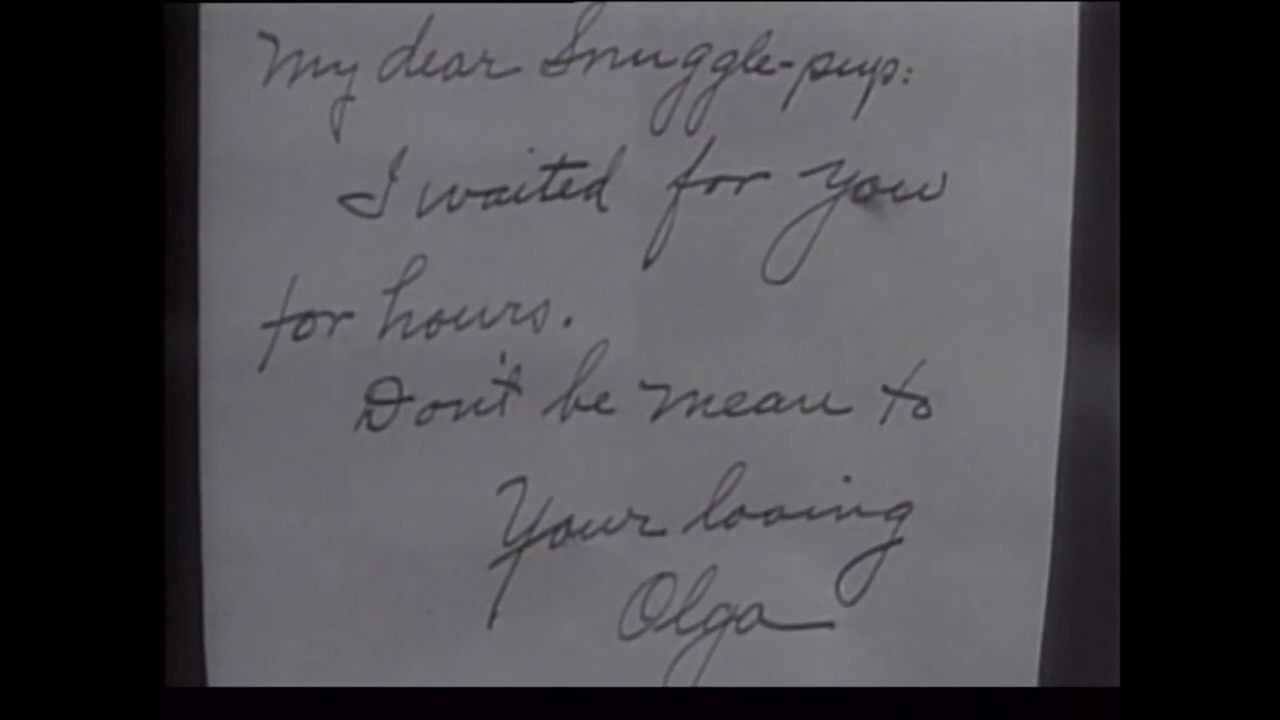 My dear Snuggle-pup:
I waited for you
for hours.
Don't be mean to
Your loving
Olga